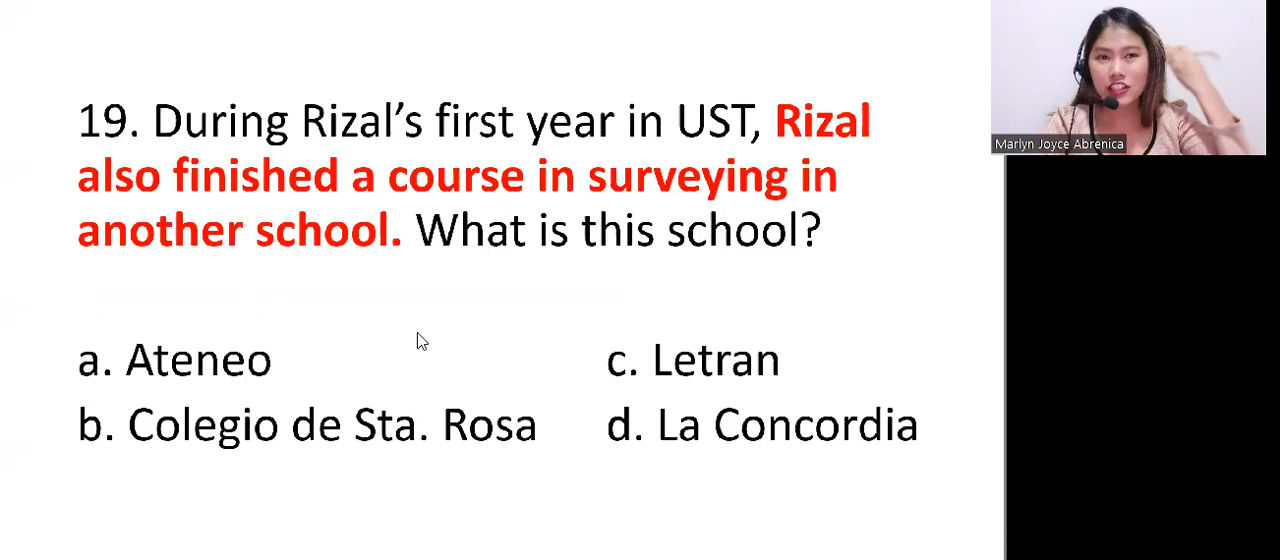 19. During Rizal’s first year in UST, Rizal
also finished a course in surveying in
another school. What is this school?
a. Ateneo
c. Letran
b. Colegio de Sta. Rosa
d. La Concordia
Marlyn Joyce Abrenica